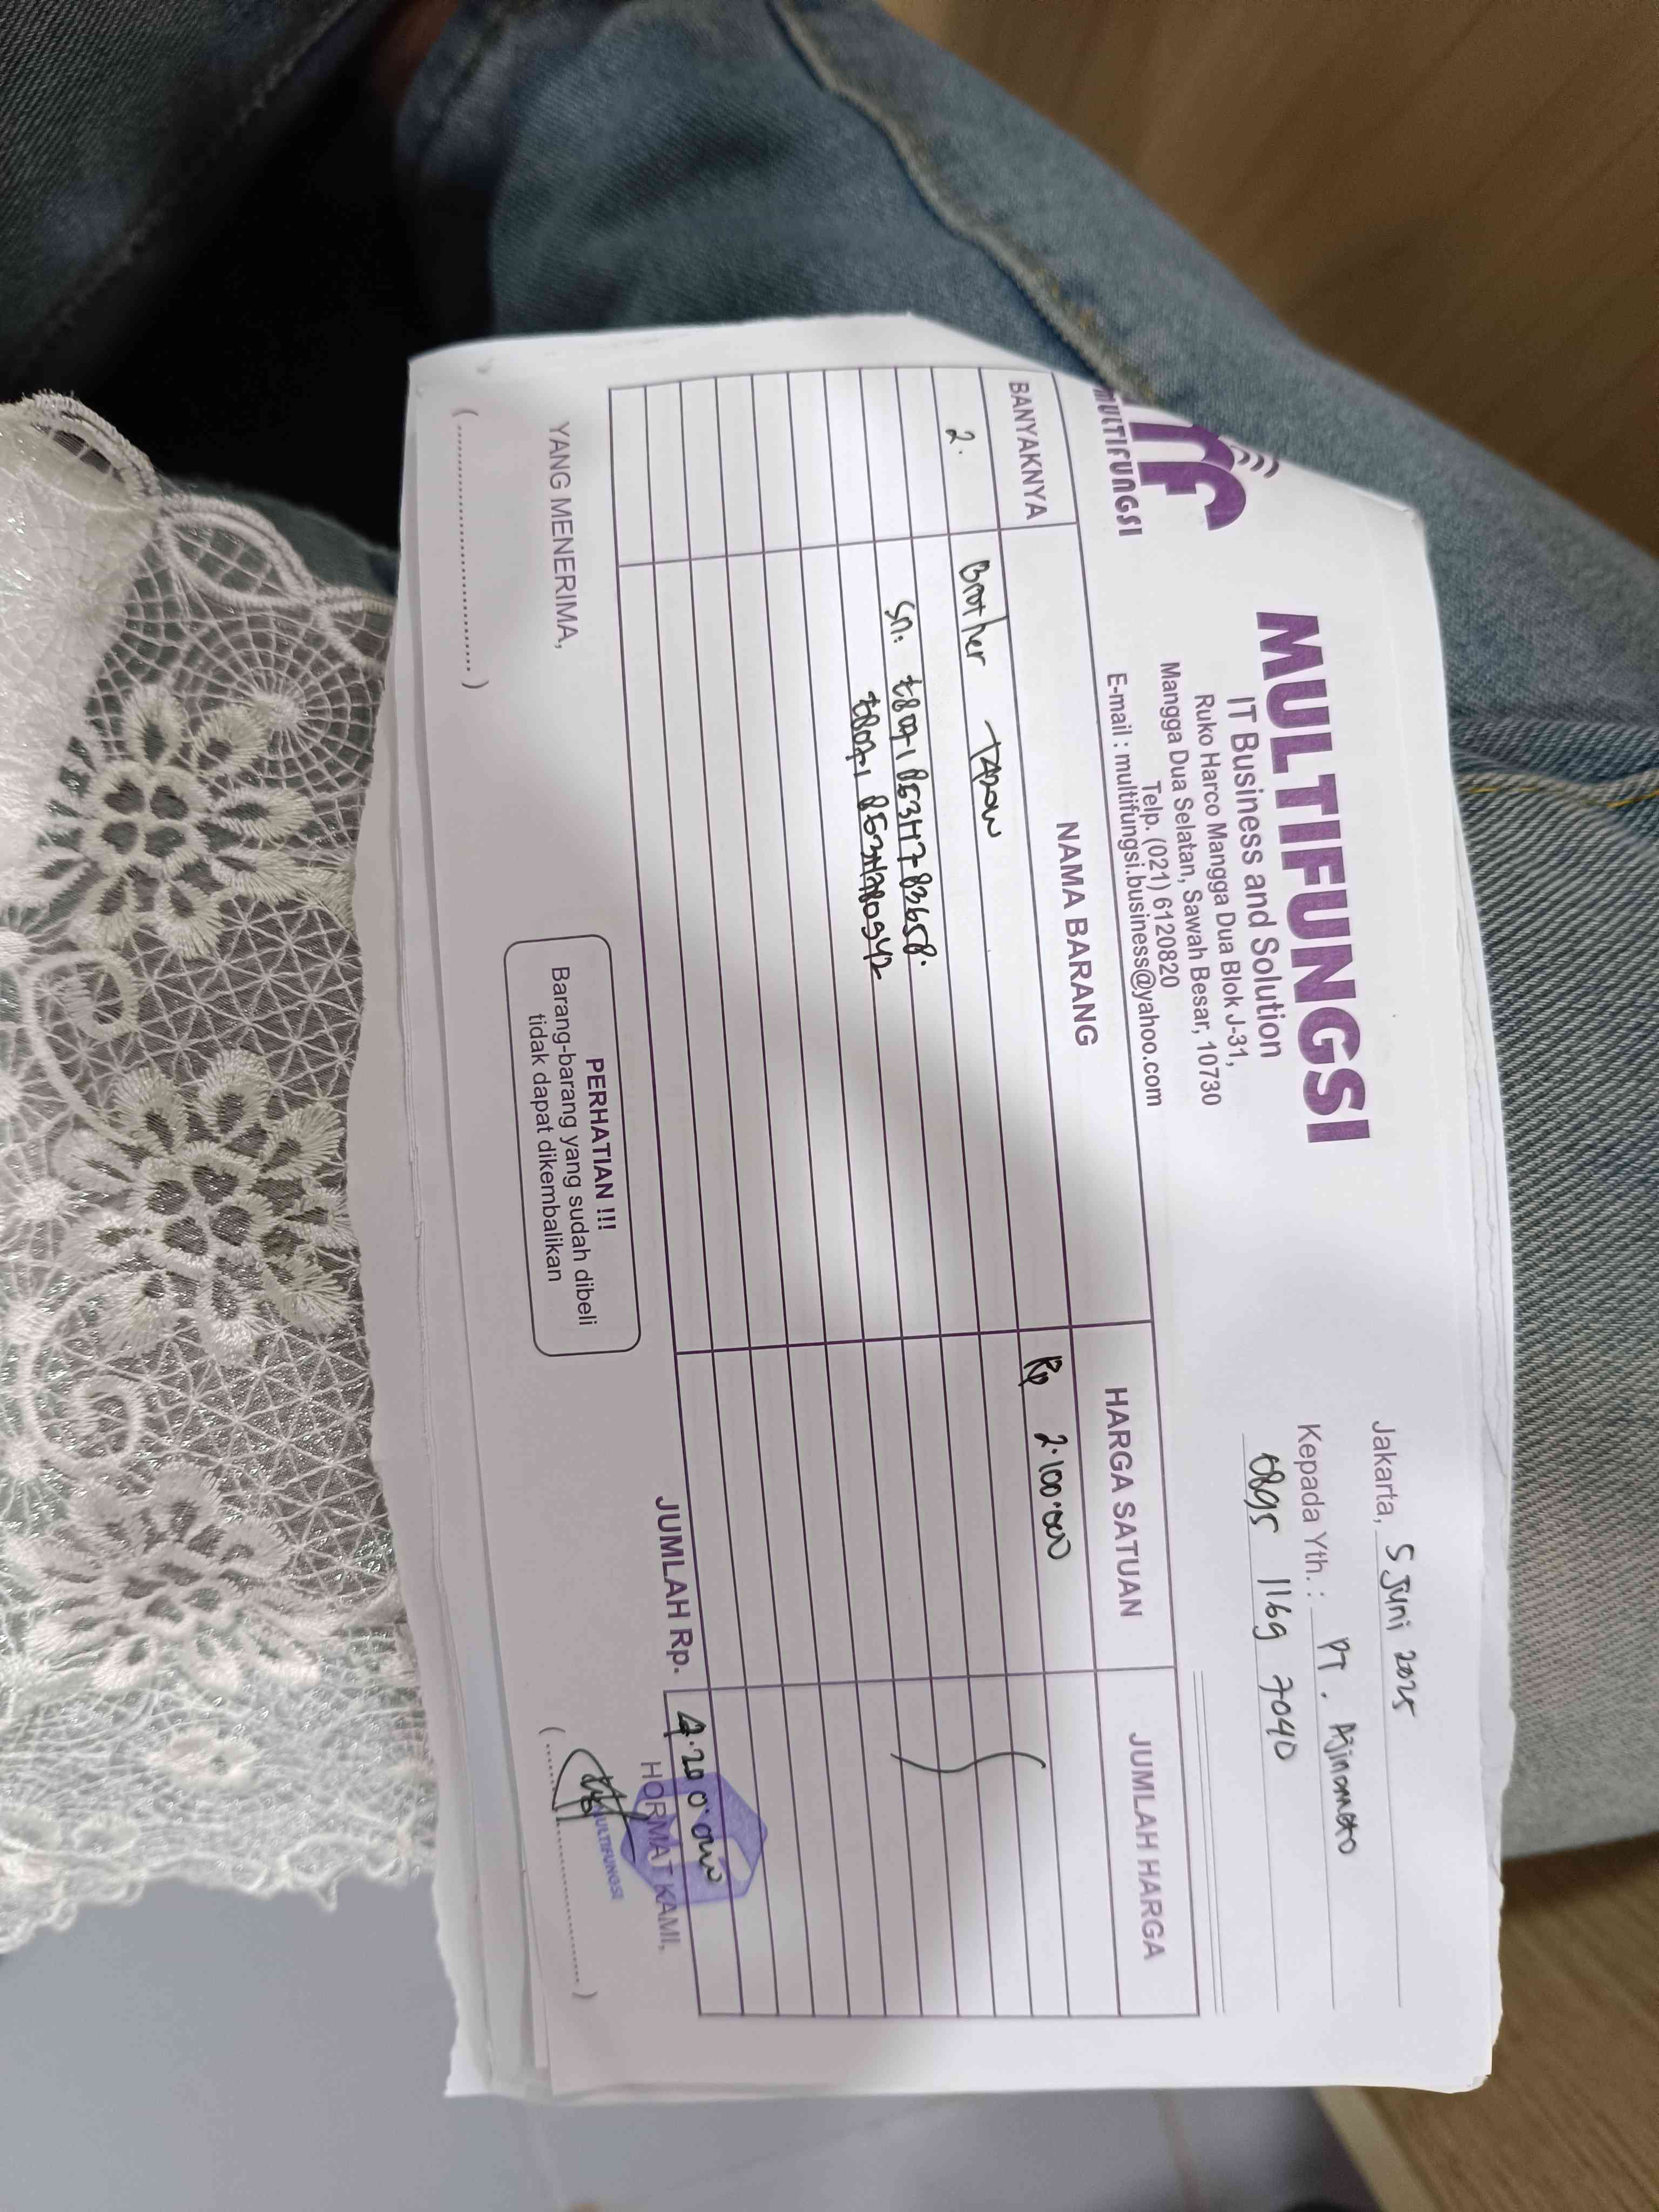 MULTIFUNGSI
MULTIFUNGSI
IT Business and Solution
Ruko Harco Mangga Dua Blok J-31,
Mangga Dua Selatan, Sawah Besar, 10730
Telp. (021) 6120820
E-mail : multifungsi.business@yahoo.com
Jakarta, 5 Juni 2025
Kepada Yth. : PT. Ajinomoto
0895 1169 7040
BANYAKNYA NAMA BARANG HARGA SATUAN JUMLAH HARGA
2. Brother Rp 2.100.000
Sn.
JUMLAH Rp. 4.200.000
YANG MENERIMA,
PERHATIAN !!!
Barang-barang yang sudah dibeli
tidak dapat dikembalikan
HORMAT KAMI,
MULTIFUNGSI